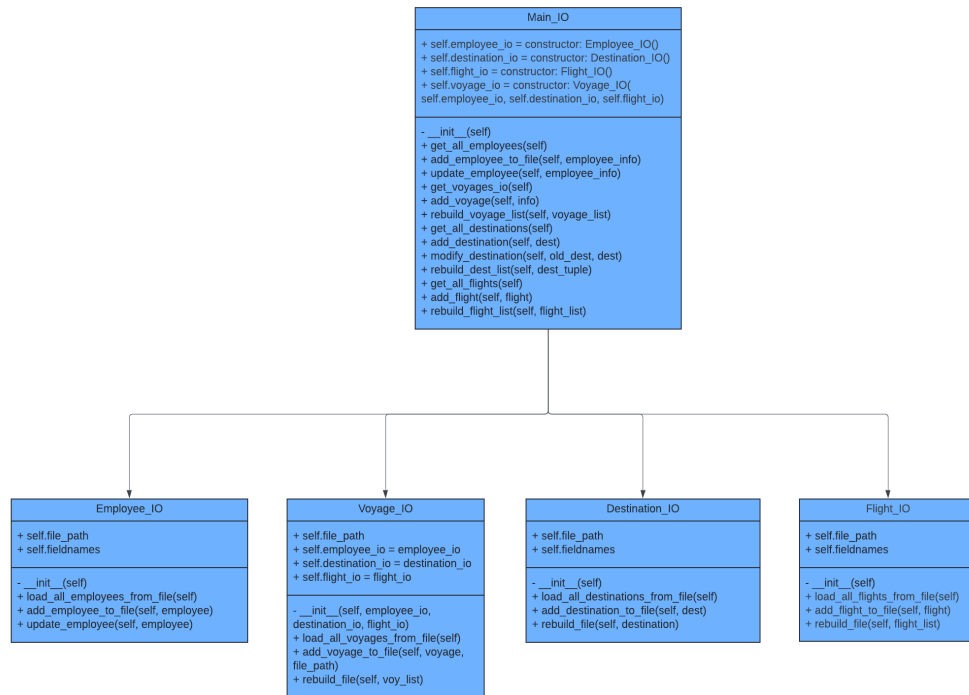 Main_IO
+ self.employee_io = constructor: Employee_IO()
+ self.destination_io = constructor: Destination_IO()
+ self.flight_io = constructor: Flight_IO()
+ self.voyage_io = constructor: Voyage_IO(
self.employee_io, self.destination_io, self.flight_io)
- __init__(self)
+ get_all_employees(self)
+ add_employee_to_file(self, employee_info)
+ update_employee(self, employee_info)
+ get_voyages_io(self)
+ add_voyage(self, info)
+ rebuild_voyage_list(self, voyage_list)
+ get_all_destinations(self)
+ add_destination(self, dest)
+ modify_destination(self, old_dest, dest)
+ rebuild_dest_list(self, dest_tuple)
+ get_all_flights(self)
+ add_flight(self, flight)
+ rebuild_flight_list(self, flight_list)
Employee_IO
+ self.file_path
+ self.fieldnames
- __init__(self)
+ load_all_employees_from_file(self)
+ add_employee_to_file(self, employee)
+ update_employee(self, employee)
Voyage_IO
+ self.file_path
+ self.employee_io = employee_io
+ self.destination_io = destination_io
+ self.flight_io = flight_io
- __init__(self, employee_io,
destination_io, flight_io)
+ load_all_voyages_from_file(self)
+ add_voyage_to_file(self, voyage,
file_path)
+ rebuild_file(self, voy_list)
Destination_IO
+ self.file_path
+ self.fieldnames
- __init__(self)
+ load_all_destinations_from_file(self)
+ add_destination_to_file(self, dest)
+ rebuild_file(self, destination)
Flight_IO
+ self.file_path
+ self.fieldnames
- __init__(self)
+ load_all_flights_from_file(self)
+ add_flight_to_file(self, flight)
+ rebuild_file(self, flight_list)